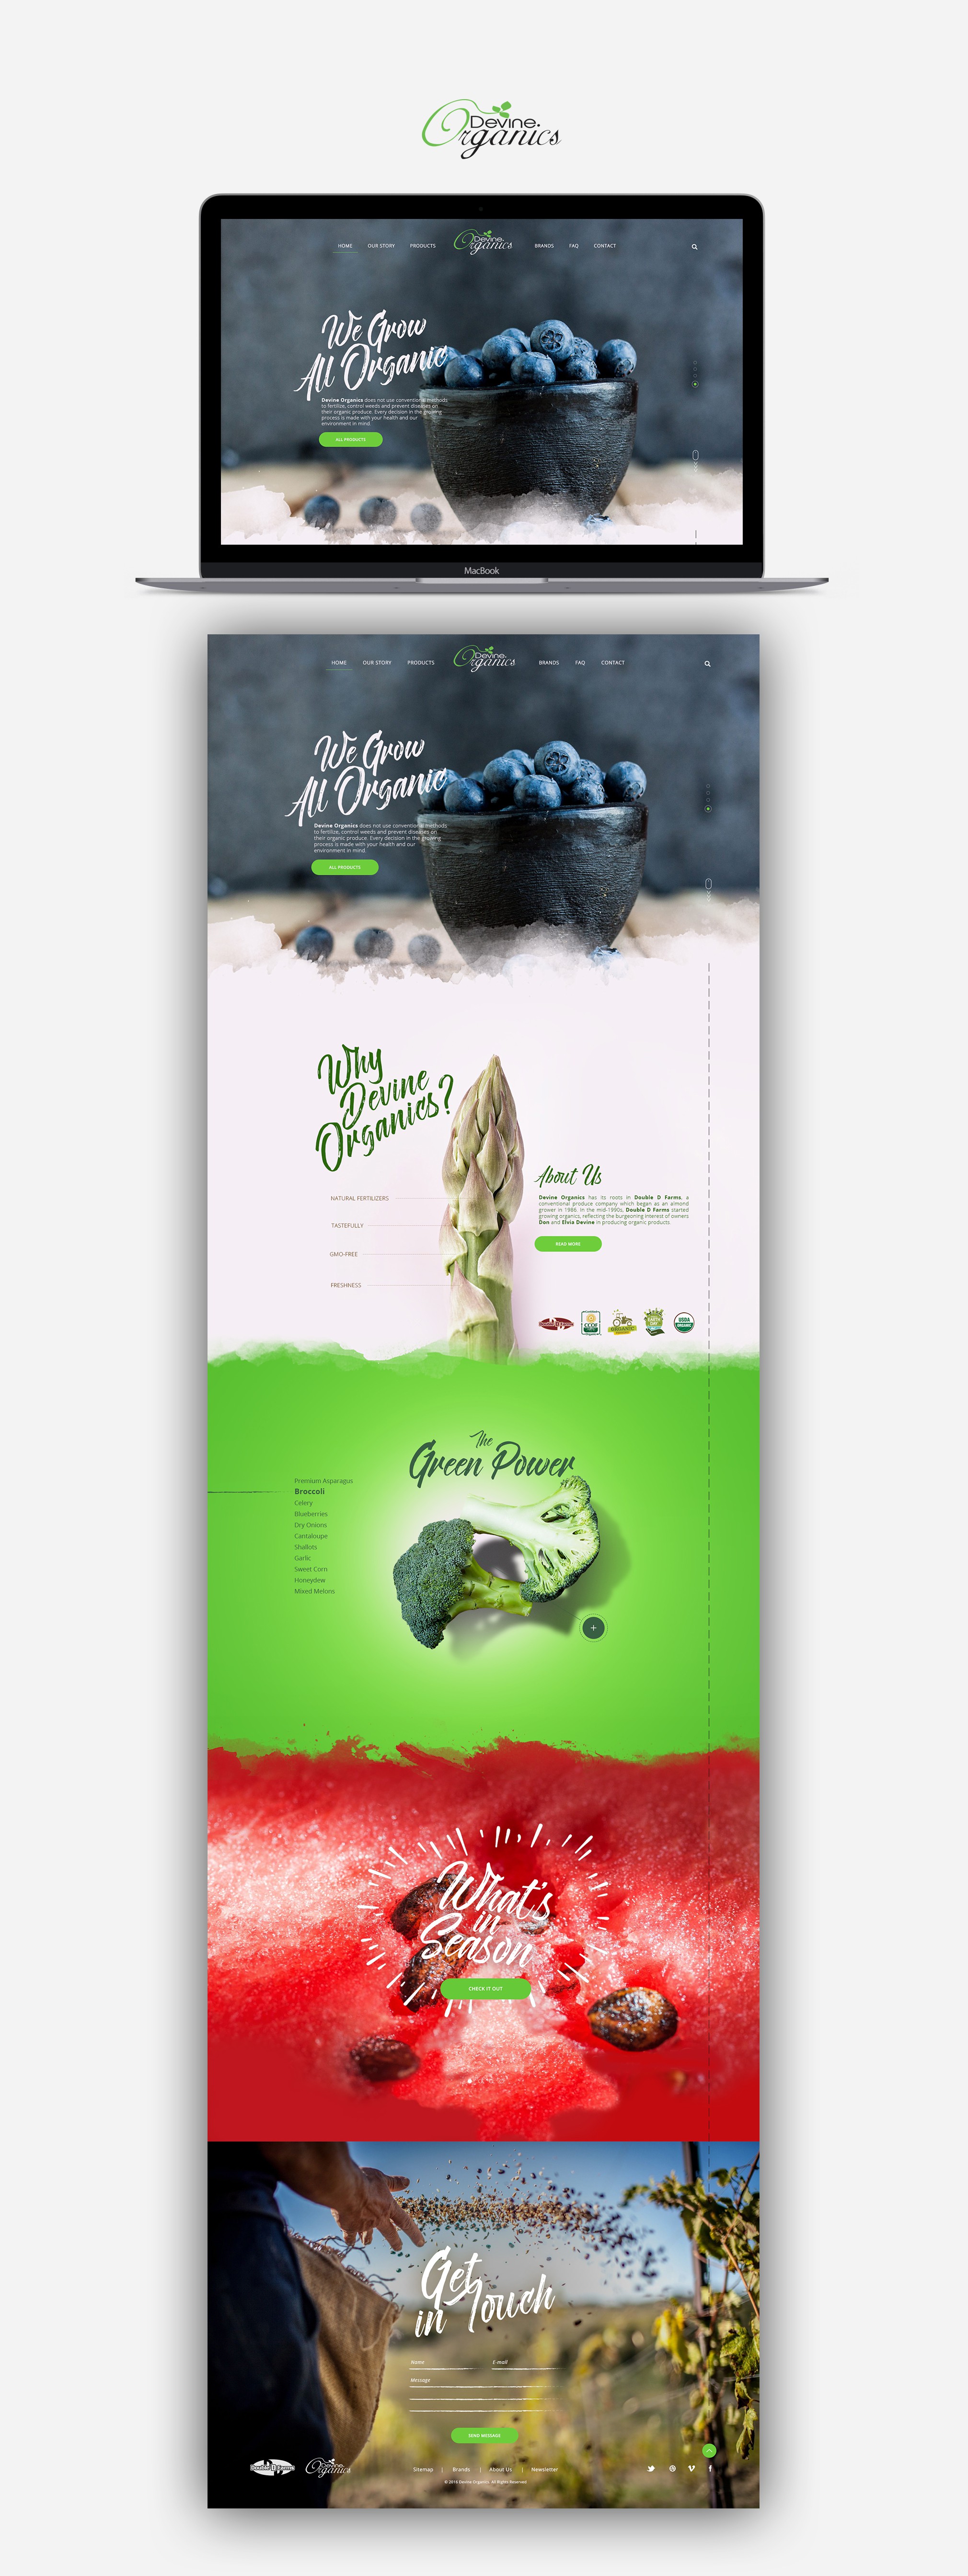 Devine.
Organics
HOME OUR STORY PRODUCTS Devine. Organics BRANDS FAQ CONTACT
We Grow
All Organic
Devine Organics does not use conventional methods
to fertilize, control weeds and prevent diseases on
their organic produce. Every decision in the growing
process is made with your health and our
environment in mind.
ALL PRODUCTS
MacBook
HOME OUR STORY PRODUCTS Devine. Organics BRANDS FAQ CONTACT
We Grow
All Organic
Devine Organics does not use conventional methods
to fertilize, control weeds and prevent diseases on
their organic produce. Every decision in the growing
process is made with your health and our
environment in mind.
ALL PRODUCTS
Why
Devine
Organics?
NATURAL FERTILIZERS
TASTEFULLY
GMO-FREE
FRESHNESS
About Us
Devine Organics has its roots in Double D Farms, a
conventional produce company which began as an almond
grower in 1986. In the mid-1990s, Double D Farms started
growing organics, reflecting the burgeoning interest of owners
Don and Elvia Devine in producing organic products.
READ MORE
CCOF
ORGANIC
USDA
ORGANIC
The
Green Power
Premium Asparagus
Broccoli
Celery
Blueberries
Dry Onions
Cantaloupe
Shallots
Garlic
Sweet Corn
Honeydew
Mixed Melons
What's
in
Season
CHECK IT OUT
Get
in Touch
Name E-mail
Message
SEND MESSAGE
Double D Farms Devine. Organics
Sitemap | Brands | About Us | Newsletter
© 2016 Devine Organics. All Rights Reserved